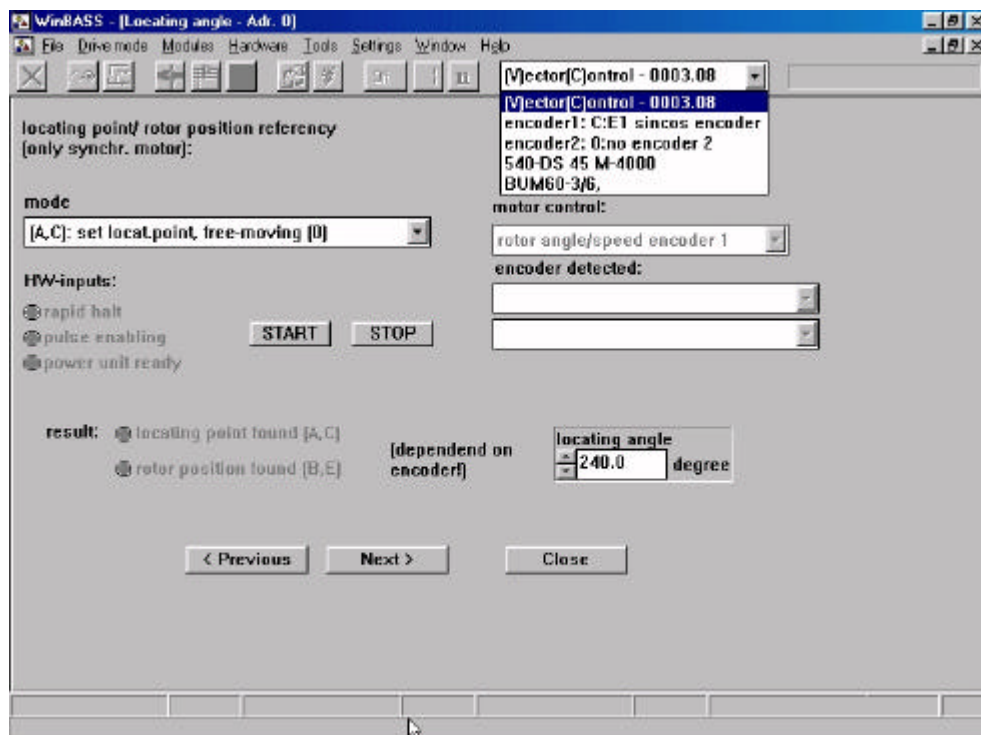 WinBASS - [Locating angle - Adr. 0]
File Drive mode Modules Hardware Tools Settings Window Help
[V]ector[C]ontrol - 0003.08
[V]ector[C]ontrol - 0003.08
encoder1: C:E1 sincos encoder
encoder2: 0:no encoder 2
540-DS 45 M-4000
BUM60-3/6,
locating point/ rotor position referency
(only synchr. motor):
mode
(A,C): set locat.point, free-moving [0]
motor control:
rotor angle/speed encoder 1
encoder detected:
HW-inputs:
rapid halt
pulse enabling
power unit ready
START
STOP
result:
locating point found (A,C)
rotor position found (B,E)
(dependend on
encoder!)
locating angle
240.0
degree
< Previous
Next >
Close